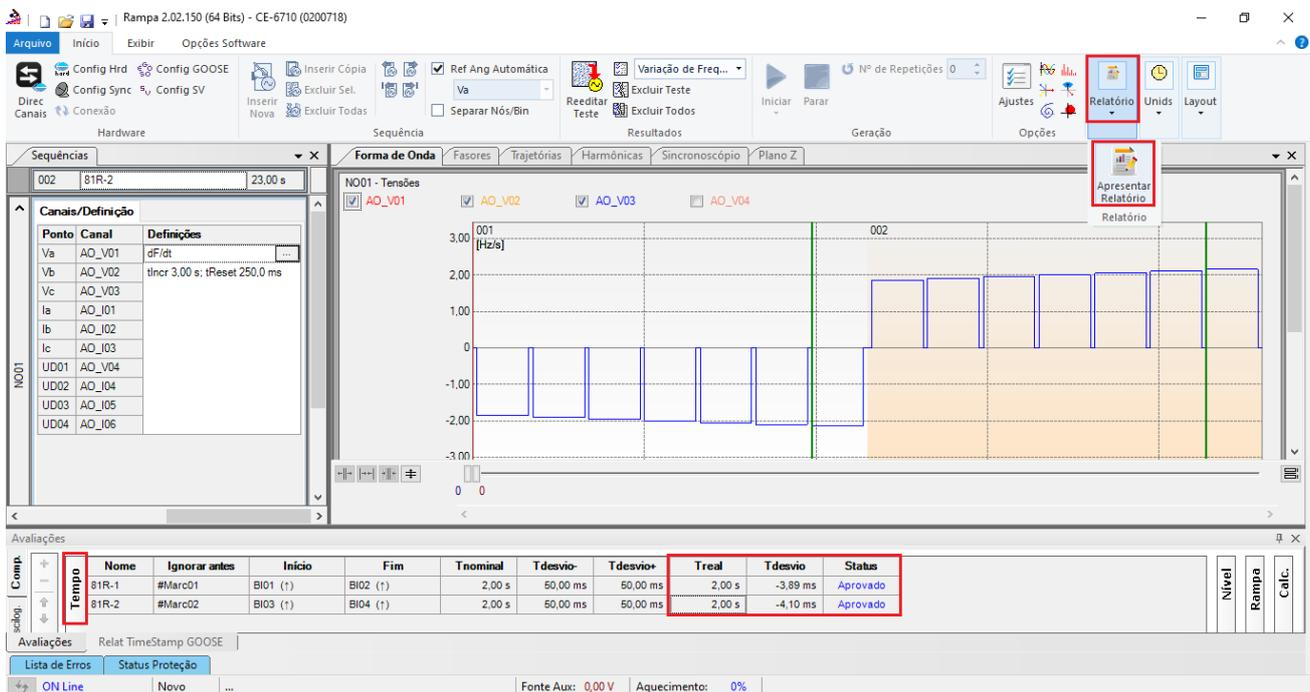 Rampa 2.02.150 (64 Bits) - CE-6710 (0200718)
Arquivo Início Exibir Opções Software
Direc Canais
Config Hrd Config GOOSE
Config Sync Config SV
Conexão
Hardware
Inserir Nova
Inserir Cópia
Excluir Sel.
Excluir Todas
Ref Ang Automática
Va
Separar Nós/Bin
Sequência
Reeditar Teste
Variação de Freq...
Excluir Teste
Excluir Todos
Resultados
Iniciar Parar
Nº de Repetições 0
Geração
Ajustes
Opções
Relatório
Unids
Layout
Apresentar Relatório
Relatório
Sequências
002 81R-2 23,00 s
NO01
Canais/Definição
Ponto Canal Definições
Va AO_V01 dF/dt ...
Vb AO_V02 tIncr 3,00 s; tReset 250,0 ms
Vc AO_V03
Ia AO_I01
Ib AO_I02
Ic AO_I03
UD01 AO_V04
UD02 AO_I04
UD03 AO_I05
UD04 AO_I06
Forma de Onda Fasores Trajetórias Harmônicas Sincronoscópio Plano Z
NO01 - Tensões
AO_V01 AO_V02 AO_V03 AO_V04
001 002
[Hz/s]
3,00
2,00
1,00
0
-1,00
-2,00
-3,00
0 0
Avaliações
Comp.
scilog.
Tempo
Nome Ignorar antes Início Fim Tnominal Tdesvio- Tdesvio+ Treal Tdesvio Status
81R-1 #Marc01 BI01 (↑) BI02 (↑) 2,00 s 50,00 ms 50,00 ms 2,00 s -3,89 ms Aprovado
81R-2 #Marc02 BI03 (↑) BI04 (↑) 2,00 s 50,00 ms 50,00 ms 2,00 s -4,10 ms Aprovado
Nível
Rampa
Calc.
Avaliações Relat TimeStamp GOOSE
Lista de Erros Status Proteção
ON Line Novo ... Fonte Aux: 0,00 V Aquecimento: 0%